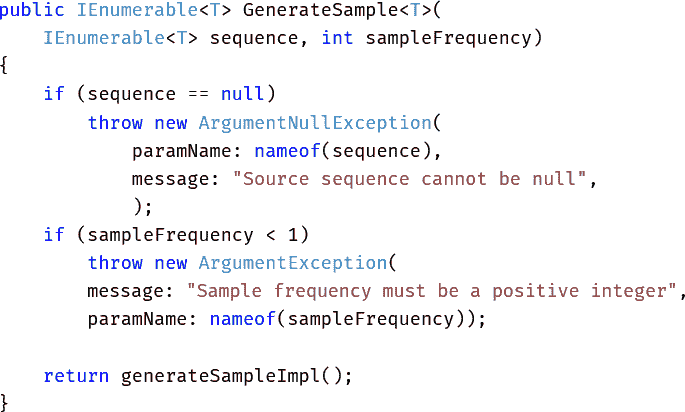 public IEnumerable<T> GenerateSample<T>(
    IEnumerable<T> sequence, int sampleFrequency)
{
    if (sequence == null)
        throw new ArgumentNullException(
            paramName: nameof(sequence),
            message: "Source sequence cannot be null",
            );
    if (sampleFrequency < 1)
        throw new ArgumentException(
        message: "Sample frequency must be a positive integer",
        paramName: nameof(sampleFrequency));

    return generateSampleImpl();
}